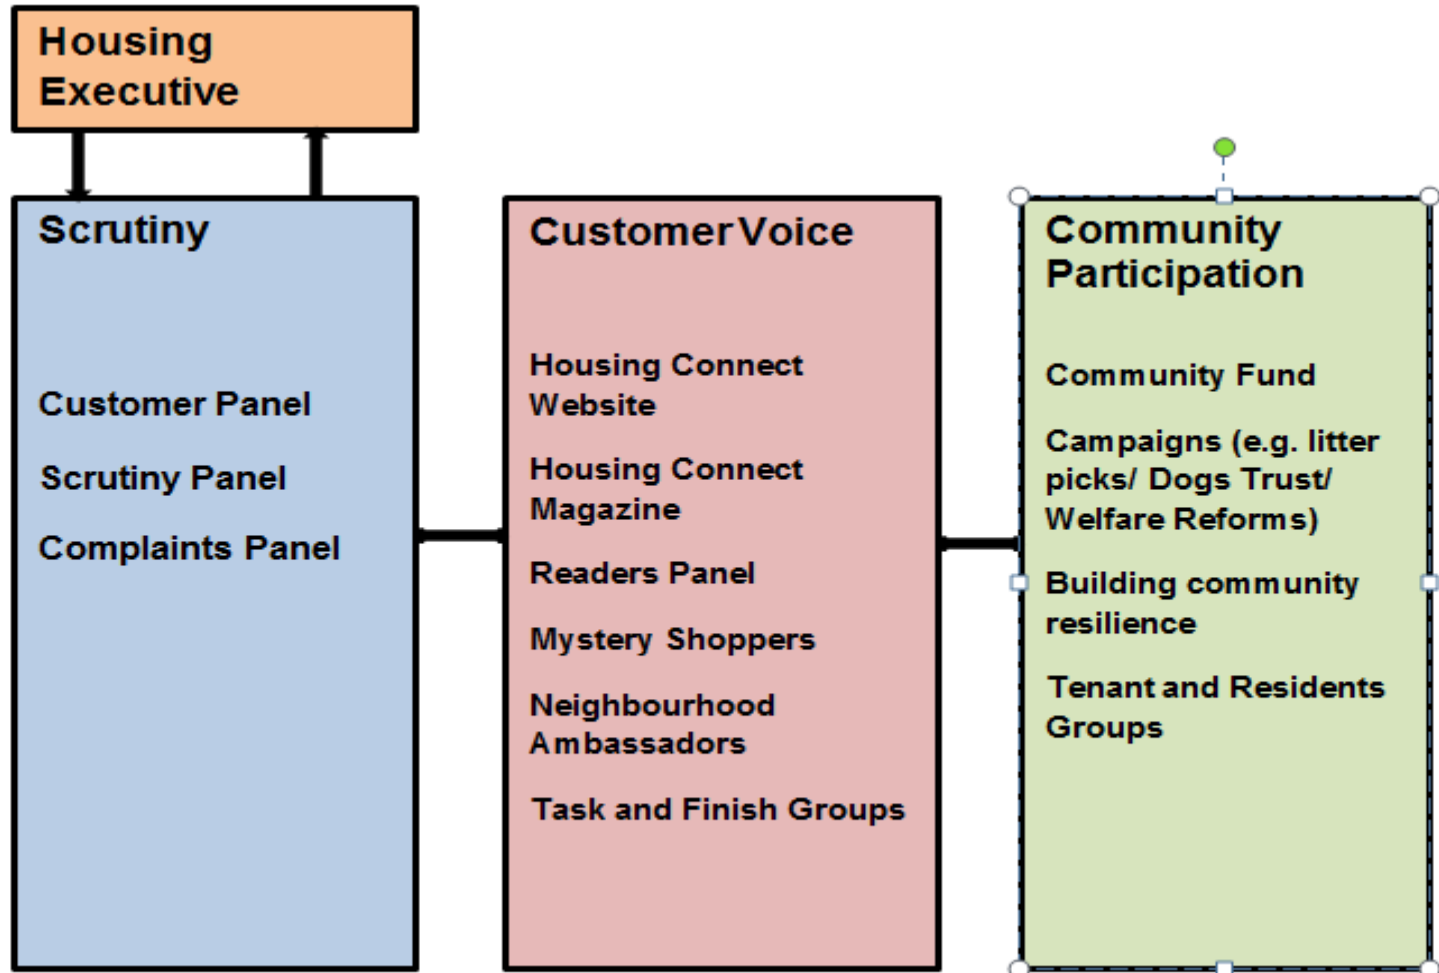 Housing
Executive
Scrutiny
Customer Panel
Scrutiny Panel
Complaints Panel
Customer Voice
Housing Connect
Website
Housing Connect
Magazine
Readers Panel
Mystery Shoppers
Neighbourhood
Ambassadors
Task and Finish Groups
Community
Participation
Community Fund
Campaigns (e.g. litter
picks/ Dogs Trust/
Welfare Reforms)
Building community
resilience
Tenant and Residents
Groups